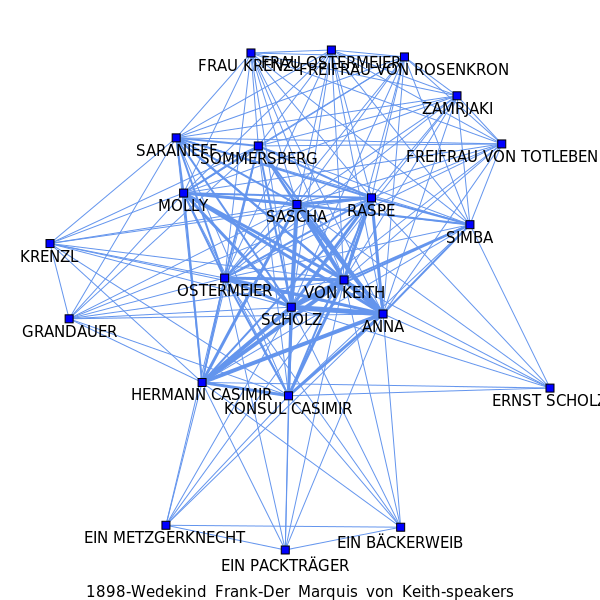 FRAU KRENZL
FRAU OSTERMEIER
FREIFRAU VON ROSENKRON
ZAMRJAKI
SARANIEFF
SOMMERSBERG
FREIFRAU VON TOTLEBEN
MOLLY
SASCHA
RASPE
SIMBA
KRENZL
OSTERMEIER
VON KEITH
SCHOLZ
ANNA
GRANDAUER
HERMANN CASIMIR
KONSUL CASIMIR
ERNST SCHOLZ
EIN METZGERKNECHT
EIN BÄCKERWEIB
EIN PACKTRÄGER
1898-Wedekind Frank-Der Marquis von Keith-speakers